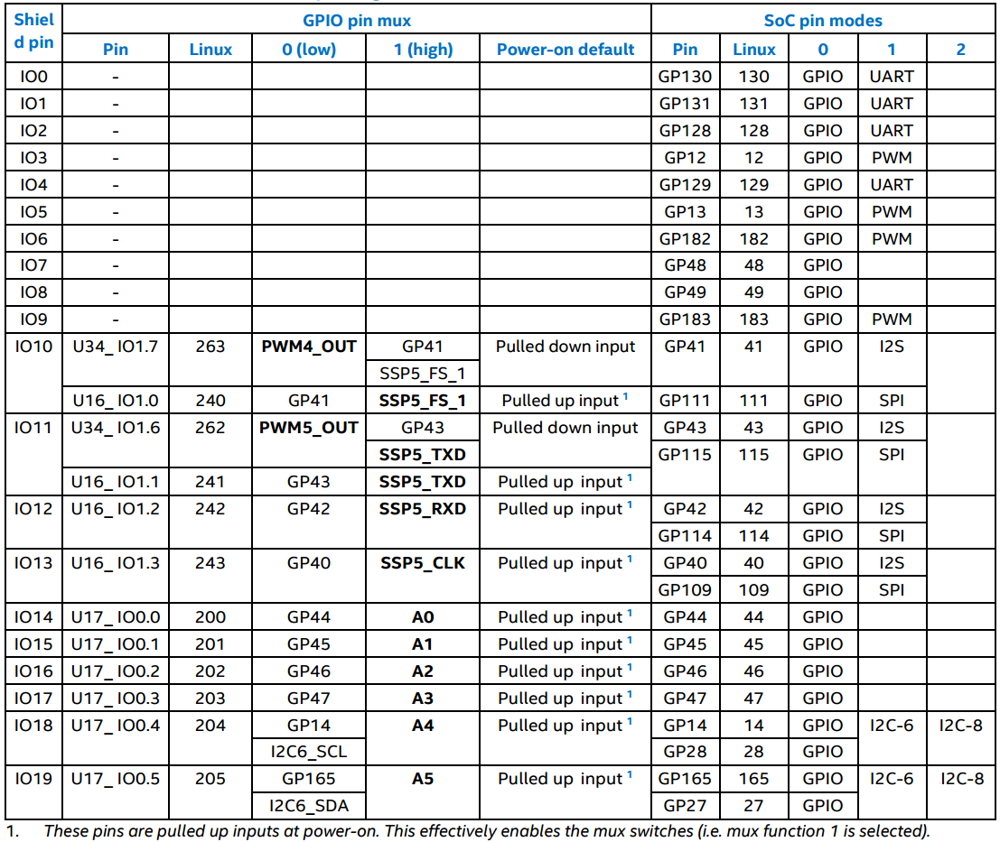 Shiel d pin GPIO pin mux SoC pin modes
Pin Linux 0 (low) 1 (high) Power-on default Pin Linux 0 1 2
IO0 - GP130 130 GPIO UART
IO1 - GP131 131 GPIO UART
IO2 - GP128 128 GPIO UART
IO3 - GP12 12 GPIO PWM
IO4 - GP129 129 GPIO UART
IO5 - GP13 13 GPIO PWM
IO6 - GP182 182 GPIO PWM
IO7 - GP48 48 GPIO
IO8 - GP49 49 GPIO
IO9 - GP183 183 GPIO PWM
IO10 U34_ IO1.7 263 PWM4_OUT GP41 Pulled down input GP41 41 GPIO I2S
SSP5_FS_1
U16_ IO1.0 240 GP41 SSP5_FS_1 Pulled up input 1 GP111 111 GPIO SPI
IO11 U34_ IO1.6 262 PWM5_OUT GP43 Pulled down input GP43 43 GPIO I2S
SSP5_TXD GP115 115 GPIO SPI
U16_ IO1.1 241 GP43 SSP5_TXD Pulled up input 1
IO12 U16_ IO1.2 242 GP42 SSP5_RXD Pulled up input 1 GP42 42 GPIO I2S
GP114 114 GPIO SPI
IO13 U16_ IO1.3 243 GP40 SSP5_CLK Pulled up input 1 GP40 40 GPIO I2S
GP109 109 GPIO SPI
IO14 U17_ IO0.0 200 GP44 A0 Pulled up input 1 GP44 44 GPIO
IO15 U17_ IO0.1 201 GP45 A1 Pulled up input 1 GP45 45 GPIO
IO16 U17_ IO0.2 202 GP46 A2 Pulled up input 1 GP46 46 GPIO
IO17 U17_ IO0.3 203 GP47 A3 Pulled up input 1 GP47 47 GPIO
IO18 U17_ IO0.4 204 GP14 A4 Pulled up input 1 GP14 14 GPIO I2C-6 I2C-8
I2C6_SCL GP28 28 GPIO
IO19 U17_ IO0.5 205 GP165 A5 Pulled up input 1 GP165 165 GPIO I2C-6 I2C-8
I2C6_SDA GP27 27 GPIO
1. These pins are pulled up inputs at power-on. This effectively enables the mux switches (i.e. mux function 1 is selected).